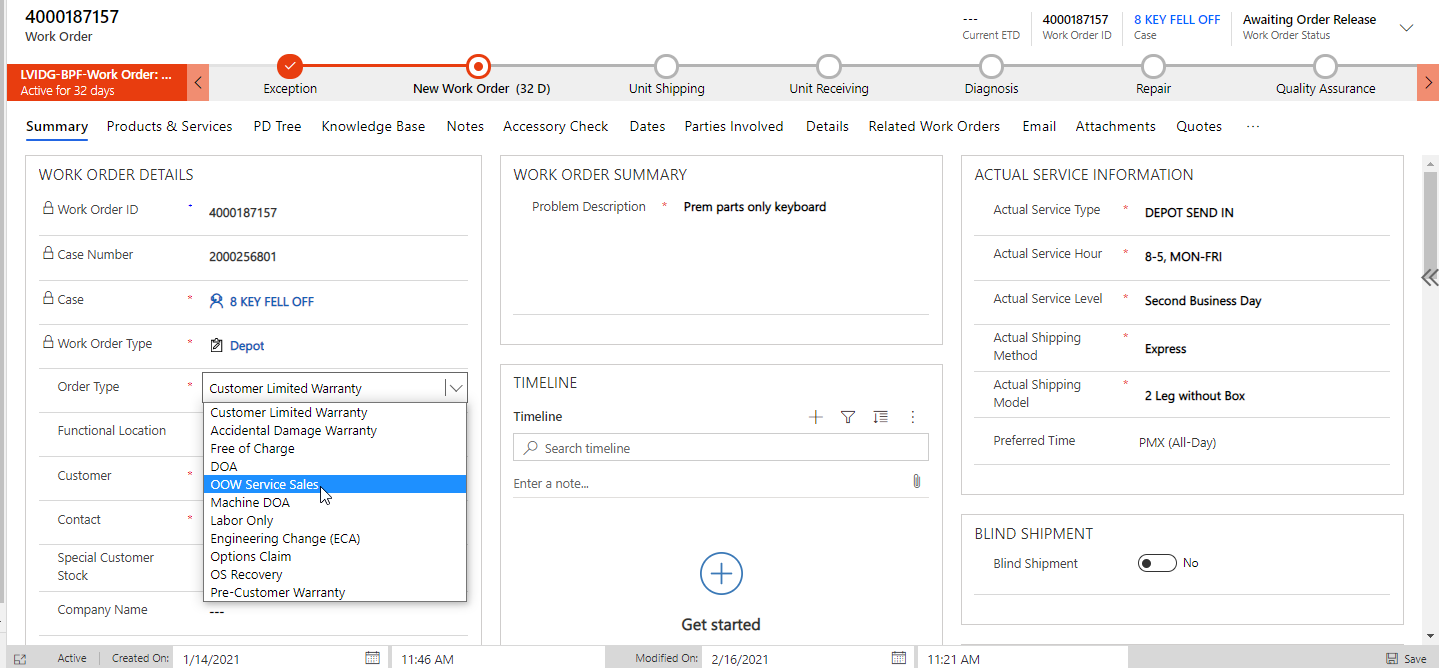 4000187157
Work Order
---
Current ETD
4000187157
Work Order ID
8 KEY FELL OFF
Case
Awaiting Order Release
Work Order Status
LVIDG-BPF-Work Order: ...
Active for 32 days
Exception
New Work Order (32 D)
Unit Shipping
Unit Receiving
Diagnosis
Repair
Quality Assurance
Summary
Products & Services
PD Tree
Knowledge Base
Notes
Accessory Check
Dates
Parties Involved
Details
Related Work Orders
Email
Attachments
Quotes
...
WORK ORDER DETAILS
Work Order ID
4000187157
Case Number
2000256801
Case *
8 KEY FELL OFF
Work Order Type *
Depot
Order Type *
Customer Limited Warranty
Customer Limited Warranty
Accidental Damage Warranty
Free of Charge
DOA
OOW Service Sales
Machine DOA
Labor Only
Engineering Change (ECA)
Options Claim
OS Recovery
Pre-Customer Warranty
Functional Location
Customer *
Contact *
Special Customer
Stock
Company Name
---
WORK ORDER SUMMARY
Problem Description *
Prem parts only keyboard
TIMELINE
Timeline
Search timeline
Enter a note...
Get started
ACTUAL SERVICE INFORMATION
Actual Service Type *
DEPOT SEND IN
Actual Service Hour *
8-5, MON-FRI
Actual Service Level *
Second Business Day
Actual Shipping
Method *
Express
Actual Shipping
Model *
2 Leg without Box
Preferred Time
PMX (All-Day)
BLIND SHIPMENT
Blind Shipment
No
Active
Created On:
1/14/2021
11:46 AM
Modified On:
2/16/2021
11:21 AM
Save